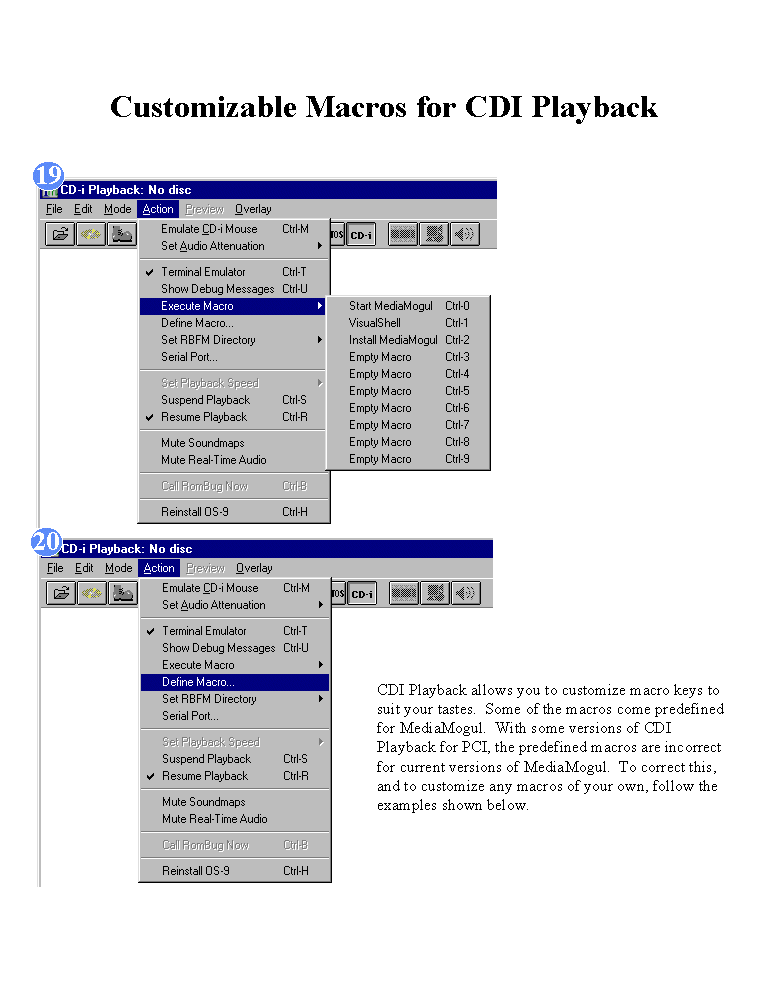 Customizable Macros for CDI Playback
19
CD-i Playback: No disc
File Edit Mode Action Preview Overlay
TOS CD-i
Emulate CD-i Mouse Ctrl-M
Set Audio Attenuation
Terminal Emulator Ctrl-T
Show Debug Messages Ctrl-U
Execute Macro
Define Macro...
Set RBFM Directory
Serial Port...
Set Playback Speed
Suspend Playback Ctrl-S
Resume Playback Ctrl-R
Mute Soundmaps
Mute Real-Time Audio
Call RomBug Now Ctrl-B
Reinstall OS-9 Ctrl-H
Start MediaMogul Ctrl-0
VisualShell Ctrl-1
Install MediaMogul Ctrl-2
Empty Macro Ctrl-3
Empty Macro Ctrl-4
Empty Macro Ctrl-5
Empty Macro Ctrl-6
Empty Macro Ctrl-7
Empty Macro Ctrl-8
Empty Macro Ctrl-9
20
CD-i Playback: No disc
File Edit Mode Action Preview Overlay
TOS CD-i
Emulate CD-i Mouse Ctrl-M
Set Audio Attenuation
Terminal Emulator Ctrl-T
Show Debug Messages Ctrl-U
Execute Macro
Define Macro...
Set RBFM Directory
Serial Port...
Set Playback Speed
Suspend Playback Ctrl-S
Resume Playback Ctrl-R
Mute Soundmaps
Mute Real-Time Audio
Call RomBug Now Ctrl-B
Reinstall OS-9 Ctrl-H
CDI Playback allows you to customize macro keys to
suit your tastes. Some of the macros come predefined
for MediaMogul. With some versions of CDI
Playback for PCI, the predefined macros are incorrect
for current versions of MediaMogul. To correct this,
and to customize any macros of your own, follow the
examples shown below.